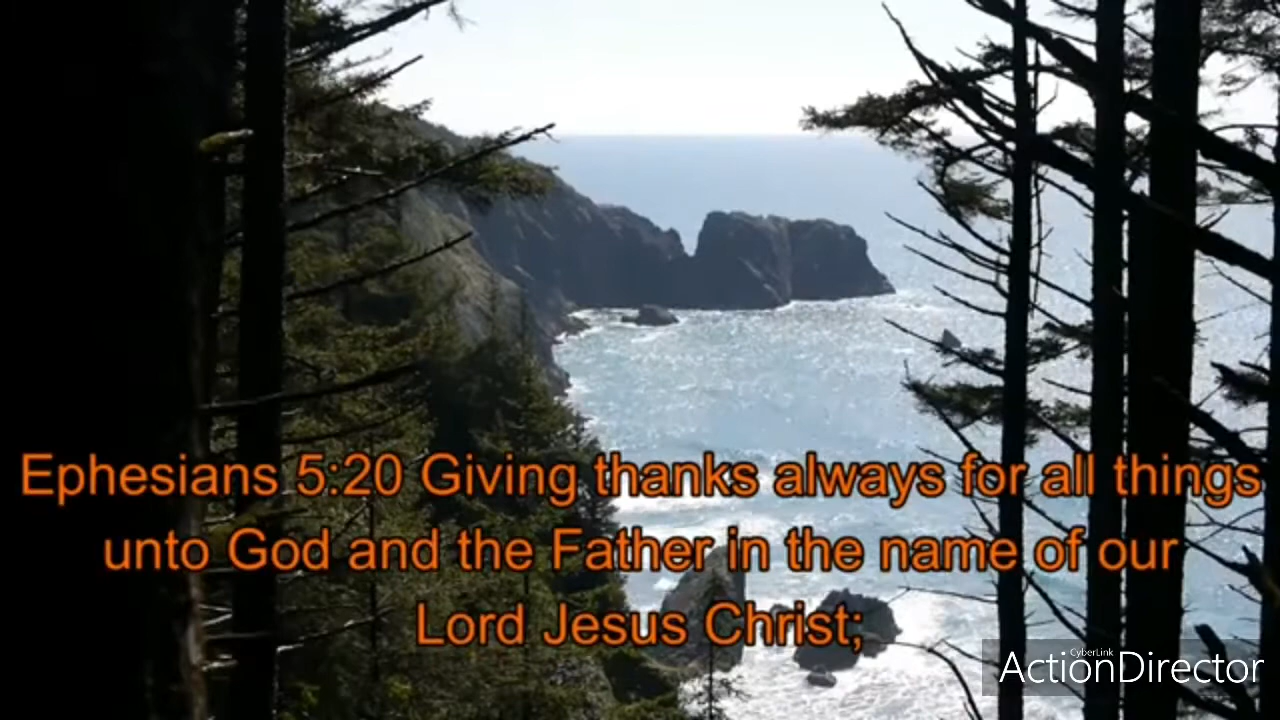 Ephesians 5:20 Giving thanks always for all things
unto God and the Father in the name of our
Lord Jesus Christ;
CyberLink
ActionDirector